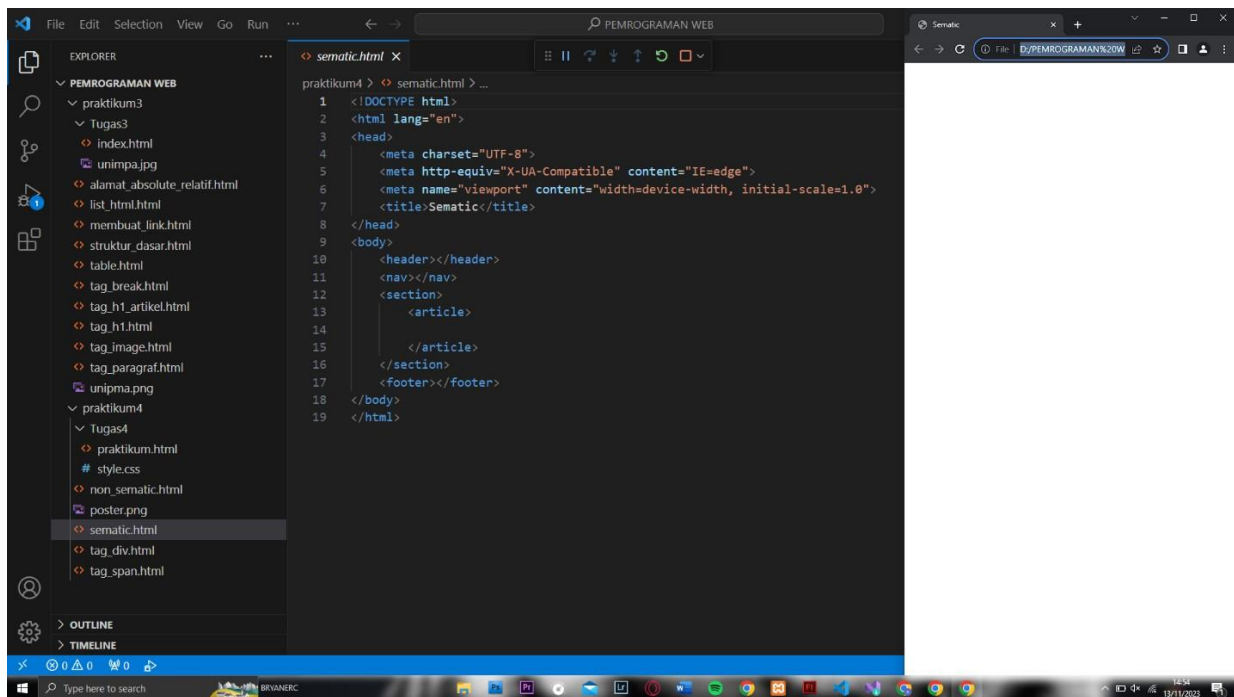 File Edit Selection View Go Run ...
PEMROGRAMAN WEB
EXPLORER
PEMROGRAMAN WEB
praktikum3
Tugas3
index.html
unimpa.jpg
alamat_absolute_relatif.html
list_html.html
membuat_link.html
struktur_dasar.html
table.html
tag_break.html
tag_h1_artikel.html
tag_h1.html
tag_image.html
tag_paragraf.html
unipma.png
praktikum4
Tugas4
praktikum.html
# style.css
non_sematic.html
poster.png
sematic.html
tag_div.html
tag_span.html
OUTLINE
TIMELINE
1
0 0 0
sematic.html
praktikum4 > sematic.html > ...
1 <!DOCTYPE html>
2 <html lang="en">
3 <head>
4 <meta charset="UTF-8">
5 <meta http-equiv="X-UA-Compatible" content="IE=edge">
6 <meta name="viewport" content="width=device-width, initial-scale=1.0">
7 <title>Sematic</title>
8 </head>
9 <body>
10 <header></header>
11 <nav></nav>
12 <section>
13 <article>
14
15 </article>
16 </section>
17 <footer></footer>
18 </body>
19 </html>
Sematic
File | D:/PEMROGRAMAN%20W
Type here to search
BRYANERC
Ps Pr Lr
14:54
13/11/2023